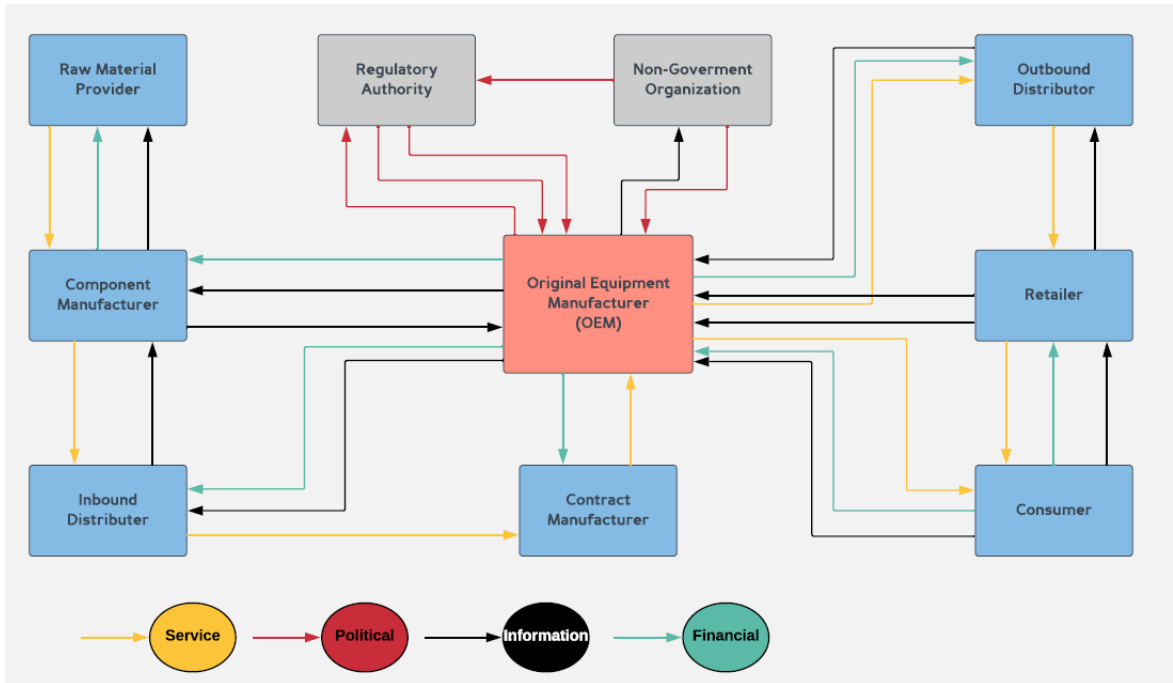 Raw Material
Provider
Regulatory
Authority
Non-Goverment
Organization
Outbound
Distributor
Component
Manufacturer
Original Equipment
Manufacturer
(OEM)
Retailer
Inbound
Distributer
Contract
Manufacturer
Consumer
Service
Political
Information
Financial